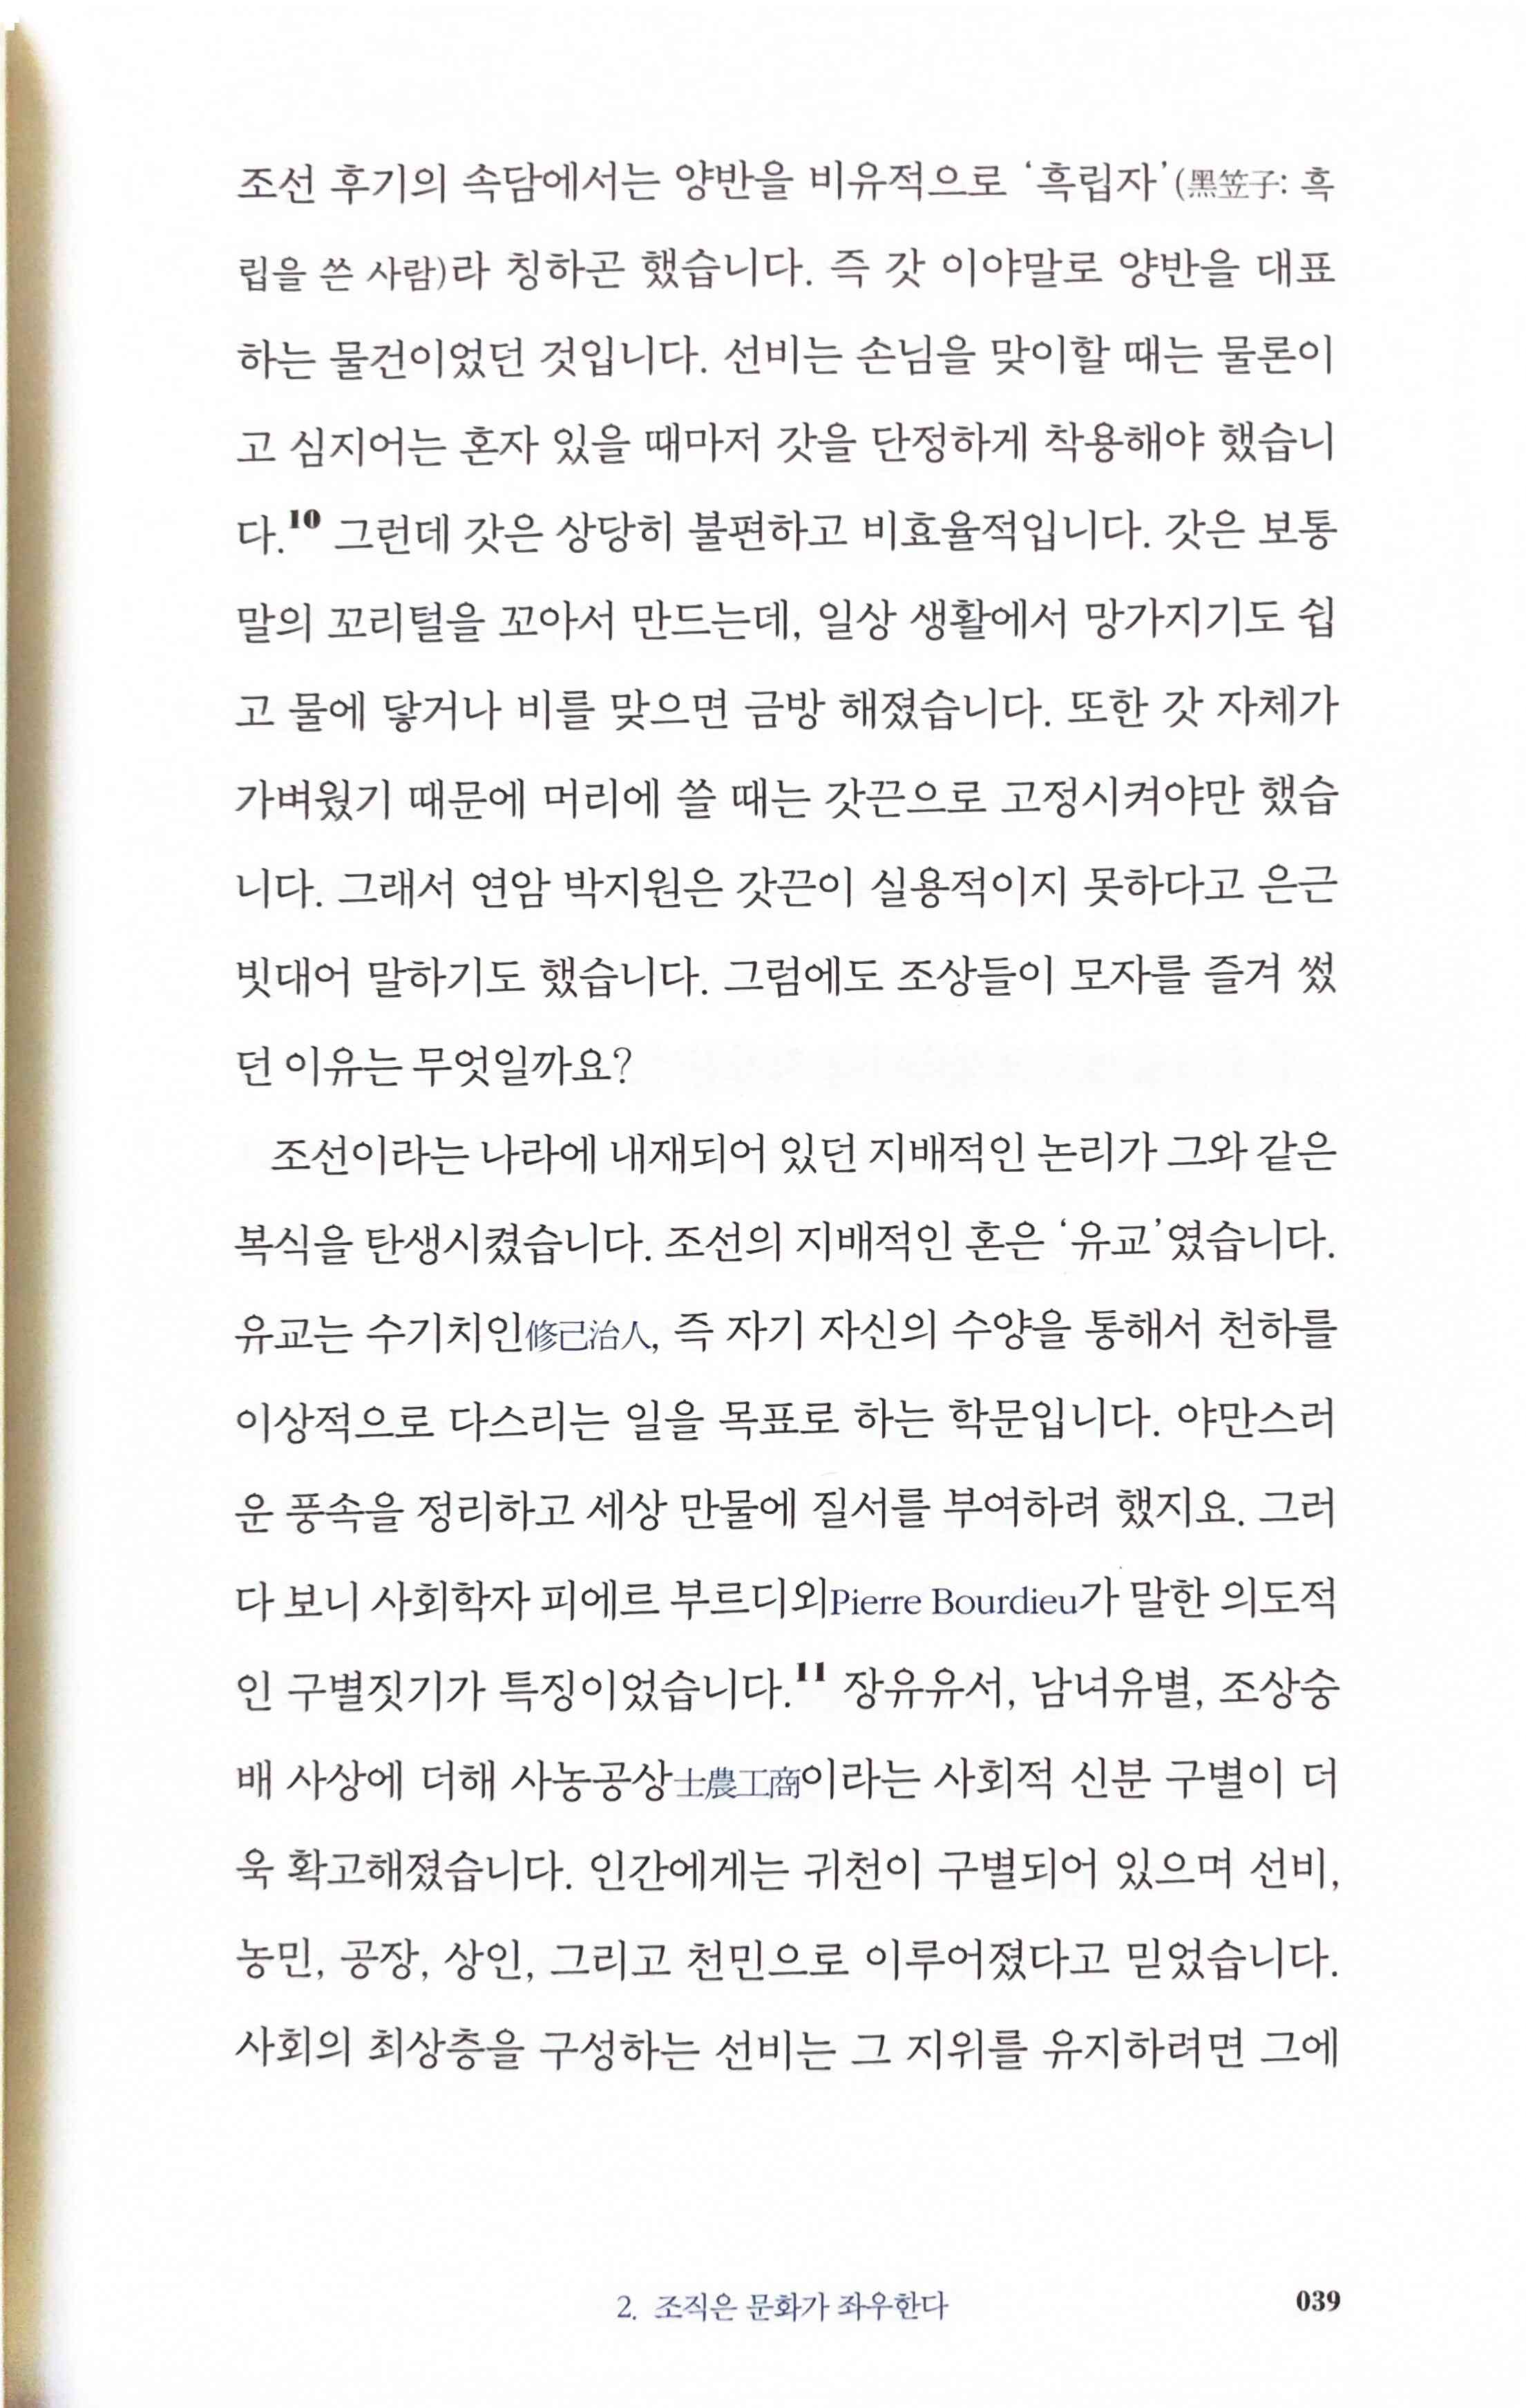 조선 후기의 속담에서는 양반을 비유적으로 ‘흑립자’(黑笠子: 흑
립을 쓴 사람)라 칭하곤 했습니다. 즉 갓 이야말로 양반을 대표
하는 물건이었던 것입니다. 선비는 손님을 맞이할 때는 물론이
고 심지어는 혼자 있을 때마저 갓을 단정하게 착용해야 했습니
다.10 그런데 갓은 상당히 불편하고 비효율적입니다. 갓은 보통
말의 꼬리털을 꼬아서 만드는데, 일상 생활에서 망가지기도 쉽
고 물에 닿거나 비를 맞으면 금방 해졌습니다. 또한 갓 자체가
가벼웠기 때문에 머리에 쓸 때는 갓끈으로 고정시켜야만 했습
니다. 그래서 연암 박지원은 갓끈이 실용적이지 못하다고 은근
빗대어 말하기도 했습니다. 그럼에도 조상들이 모자를 즐겨 썼
던 이유는 무엇일까요?
조선이라는 나라에 내재되어 있던 지배적인 논리가 그와 같은
복식을 탄생시켰습니다. 조선의 지배적인 혼은 ‘유교’였습니다.
유교는 수기치인修己治人, 즉 자기 자신의 수양을 통해서 천하를
이상적으로 다스리는 일을 목표로 하는 학문입니다. 야만스러
운 풍속을 정리하고 세상 만물에 질서를 부여하려 했지요. 그러
다 보니 사회학자 피에르 부르디외Pierre Bourdieu가 말한 의도적
인 구별짓기가 특징이었습니다.11 장유유서, 남녀유별, 조상숭
배 사상에 더해 사농공상士農工商이라는 사회적 신분 구별이 더
욱 확고해졌습니다. 인간에게는 귀천이 구별되어 있으며 선비,
농민, 공장, 상인, 그리고 천민으로 이루어졌다고 믿었습니다.
사회의 최상층을 구성하는 선비는 그 지위를 유지하려면 그에
2. 조직은 문화가 좌우한다
039